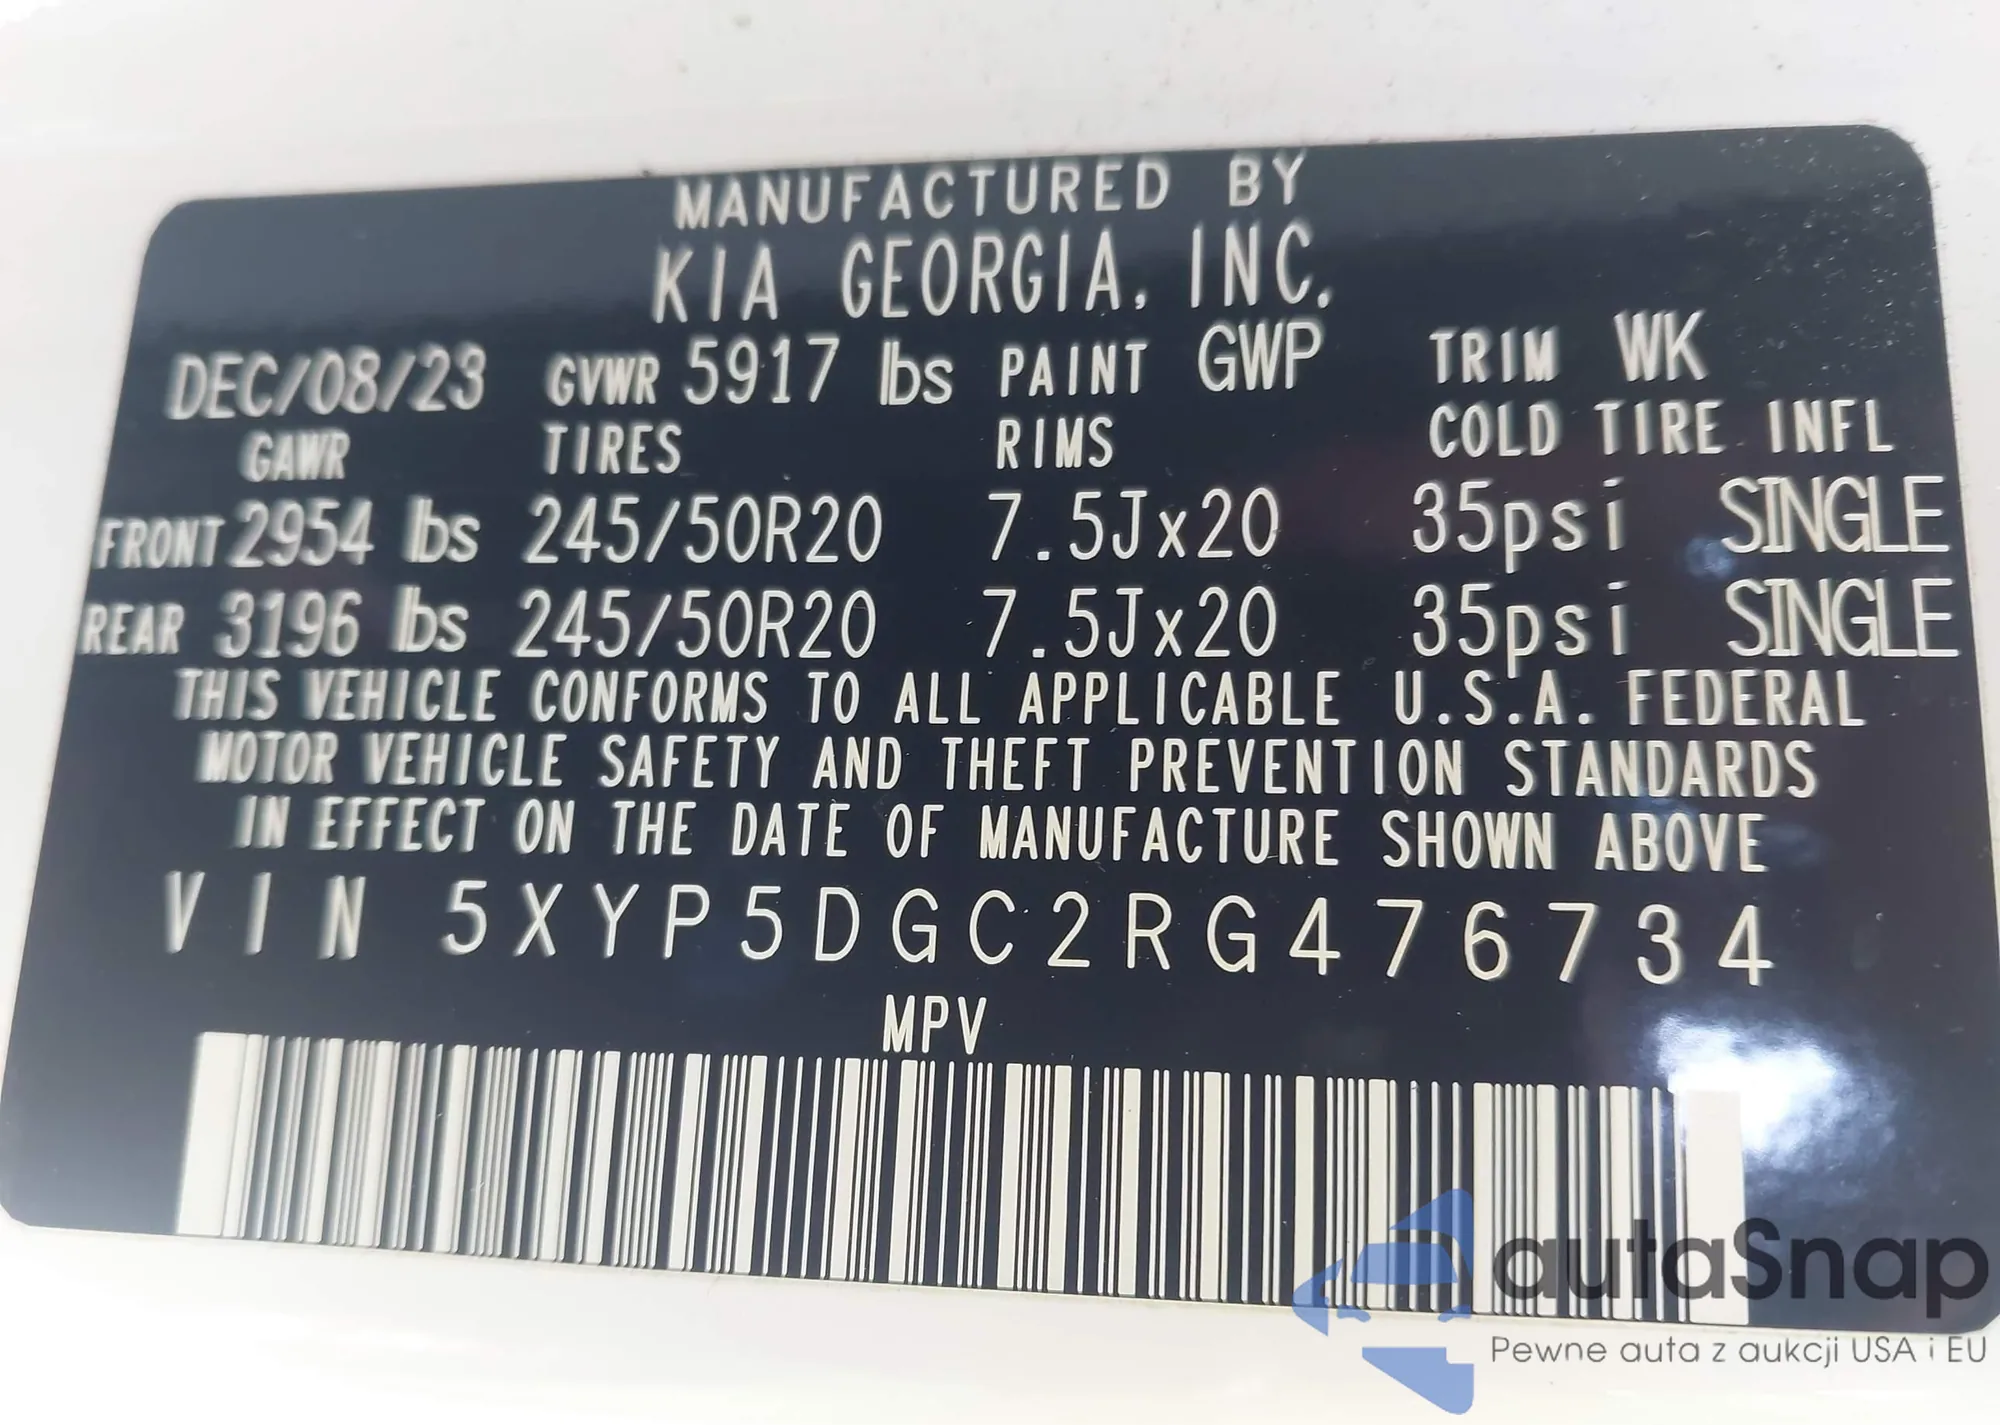 MANUFACTURED BY
KIA GEORGIA, INC.
DEC/08/23 GVWR 5917 lbs PAINT GWP TRIM WK
GAWR TIRES RIMS COLD TIRE INFL
FRONT 2954 lbs 245/50R20 7.5Jx20 35psi SINGLE
REAR 3196 lbs 245/50R20 7.5Jx20 35psi SINGLE
THIS VEHICLE CONFORMS TO ALL APPLICABLE U.S.A. FEDERAL
MOTOR VEHICLE SAFETY AND THEFT PREVENTION STANDARDS
IN EFFECT ON THE DATE OF MANUFACTURE SHOWN ABOVE
VIN 5XYP5DGC2RG476734
MPV
autaSnap
Pewne auta z aukcji USA i EU